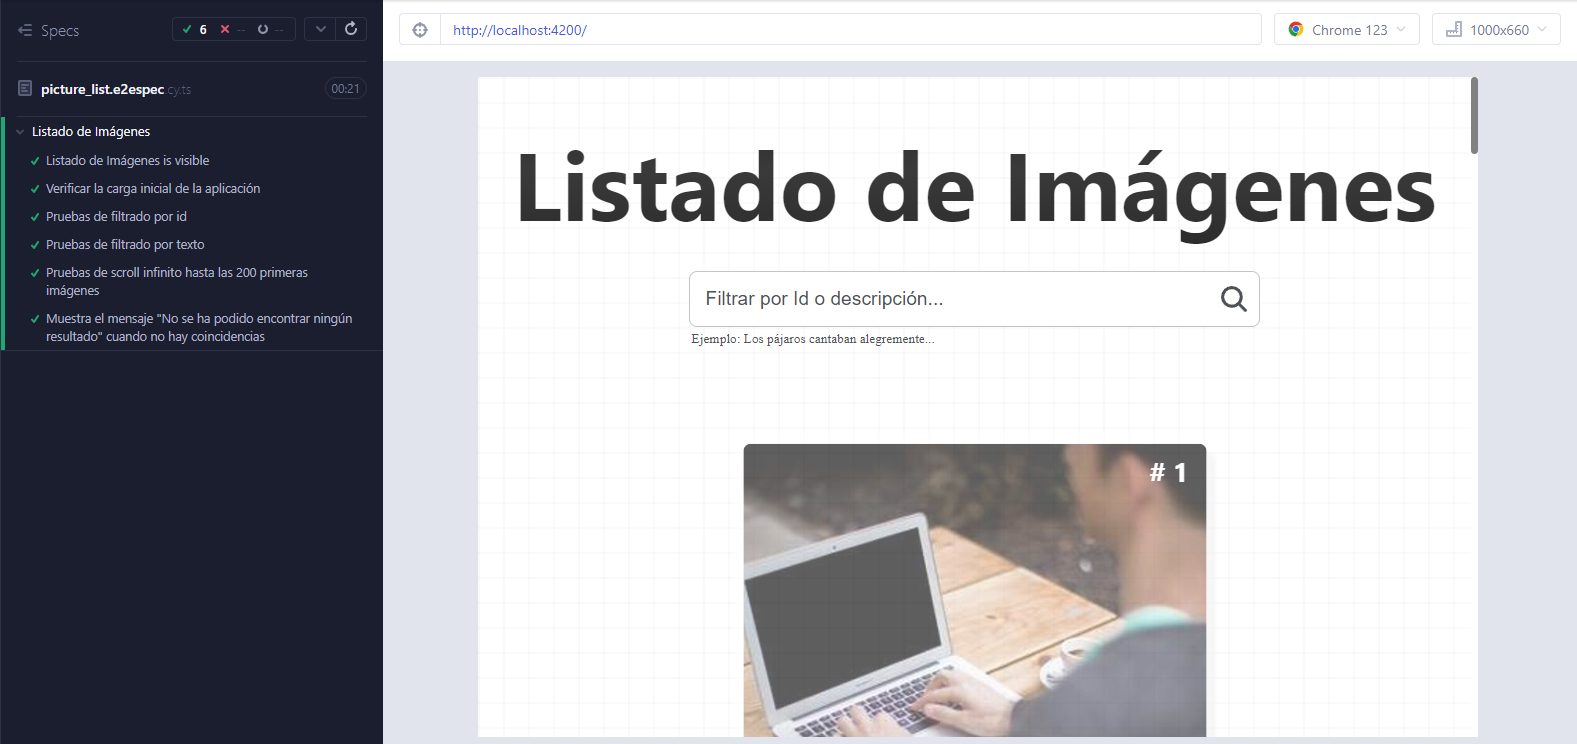 Specs
6 -- --
picture_list.e2espec cy.ts
00:21
Listado de Imágenes
Listado de Imágenes is visible
Verificar la carga inicial de la aplicación
Pruebas de filtrado por id
Pruebas de filtrado por texto
Pruebas de scroll infinito hasta las 200 primeras
imágenes
Muestra el mensaje "No se ha podido encontrar ningún
resultado" cuando no hay coincidencias
http://localhost:4200/
Chrome 123
1000x660
Listado de Imágenes
Filtrar por Id o descripción...
Ejemplo: Los pájaros cantaban alegremente...
# 1